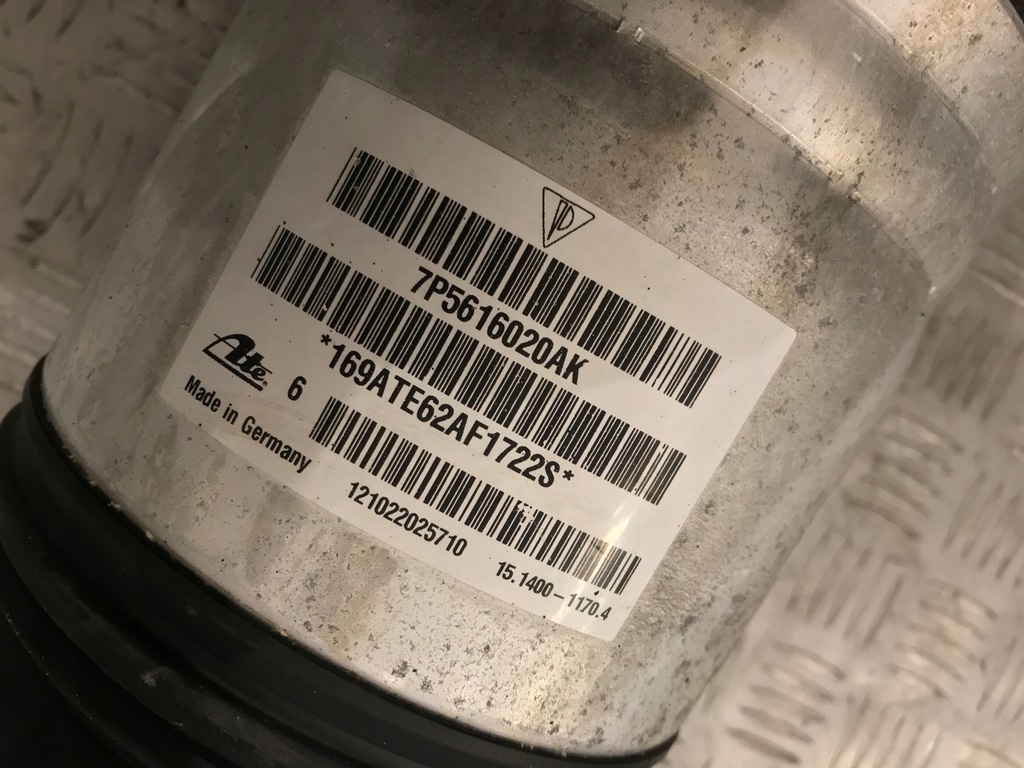 7P5616020AK
*169ATE62AF1722S*
Ate
6
Made in Germany
121022025710
15.1400-1170.4